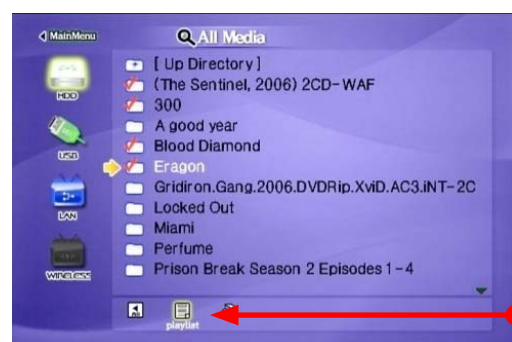 MainMenu
All Media
[ Up Directory ]
(The Sentinel, 2006) 2CD-WAF
300
A good year
Blood Diamond
Eragon
Gridiron.Gang.2006.DVDRip.XviD.AC3.iNT-2C
Locked Out
Miami
Perfume
Prison Break Season 2 Episodes 1-4
HDD
USB
LAN
WIRELESS
playlist